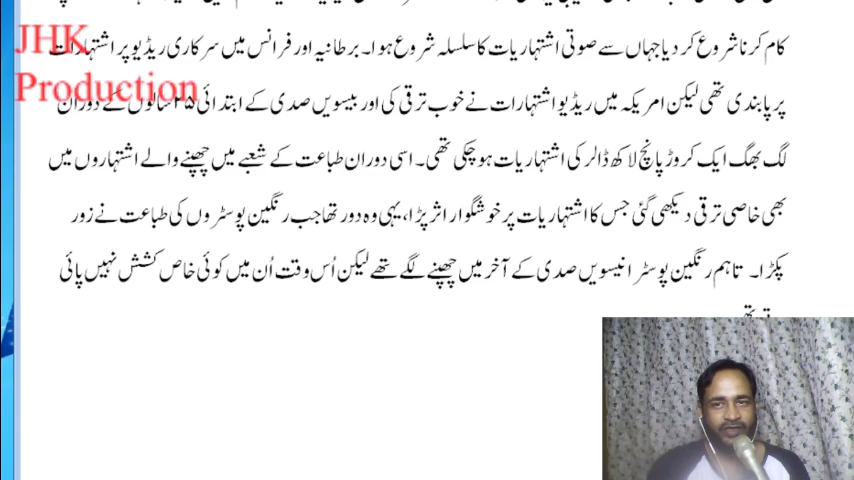 کام کرنا شروع کر دیا جہاں سے صوتی اشتہاریات کا سلسلہ شروع ہوا۔ برطانیہ اور فرانس میں سرکاری ریڈیو پر اشتہارات
پر پابندی تھی لیکن امریکہ میں ریڈیو اشتہارات نے خوب ترقی کی اور بیسویں صدی کے ابتدائی ۲۵ سالوں کے دوران
لگ بھگ ایک کروڑ پانچ لاکھ ڈالر کی اشتہاریات ہو چکی تھی۔ اسی دوران طباعت کے شعبے میں چھپنے والے اشتہاروں میں
بھی خاصی ترقی دیکھی گئی جس کا اشتہاریات پر خوشگوار اثر پڑا، یہی وہ دور تھا جب رنگین پوسٹروں کی طباعت نے زور
پکڑا۔ تاہم رنگین پوسٹر انیسویں صدی کے آخر میں چھپنے لگے تھے لیکن اُس وقت اُن میں کوئی خاص کشش نہیں پائی
JHK
Production